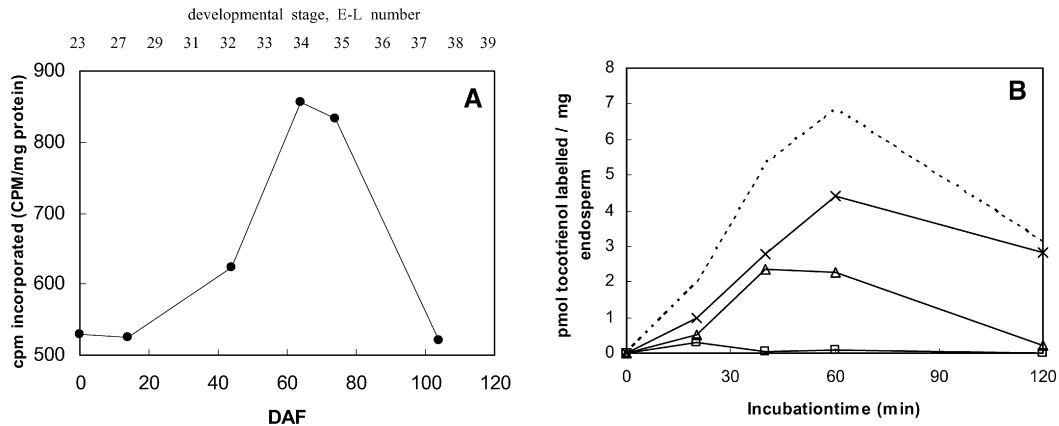 developmental stage, E-L number
23 27 29 31 32 33 34 35 36 37 38 39
A
cpm incorporated (CPM/mg protein)
900
800
700
600
500
0 20 40 60 80 100 120
DAF
B
pmol tocotrienol labelled / mg
endosperm
8
7
6
5
4
3
2
1
0
0 30 60 90 120
Incubationtime (min)